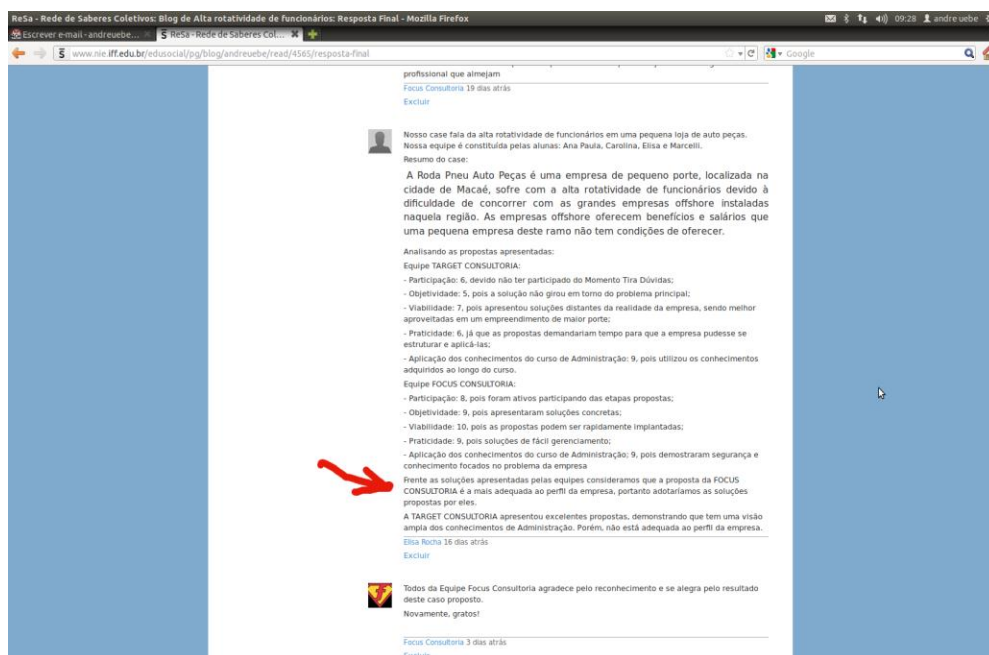 ReSa - Rede de Saberes Coletivos: Blog de Alta rotatividade de funcionários: Resposta Final - Mozilla Firefox
09:28 andre uebe
Escrever e-mail - andreuebe...
ReSa - Rede de Saberes Col...
www.nie.iff.edu.br/edusocial/pg/blog/andreuebe/read/4565/resposta-final
Google
profissional que almejam
Focus Consultoria 19 dias atrás
Excluir
Nosso case fala da alta rotatividade de funcionários em uma pequena loja de auto peças.
Nossa equipe é constituída pelas alunas: Ana Paula, Carolina, Elisa e Marcelli.
Resumo do case:
A Roda Pneu Auto Peças é uma empresa de pequeno porte, localizada na
cidade de Macaé, sofre com a alta rotatividade de funcionários devido à
dificuldade de concorrer com as grandes empresas offshore instaladas
naquela região. As empresas offshore oferecem benefícios e salários que
uma pequena empresa deste ramo não tem condições de oferecer.
Analisando as propostas apresentadas:
Equipe TARGET CONSULTORIA:
- Participação: 6, devido não ter participado do Momento Tira Dúvidas;
- Objetividade: 5, pois a solução não girou em torno do problema principal;
- Viabilidade: 7, pois apresentou soluções distantes da realidade da empresa, sendo melhor
aproveitadas em um empreendimento de maior porte;
- Praticidade: 6, já que as propostas demandariam tempo para que a empresa pudesse se
estruturar e aplicá-las;
- Aplicação dos conhecimentos do curso de Administração: 9, pois utilizou os conhecimentos
adquiridos ao longo do curso.
Equipe FOCUS CONSULTORIA:
- Participação: 8, pois foram ativos participando das etapas propostas;
- Objetividade: 9, pois apresentaram soluções concretas;
- Viabilidade: 10, pois as propostas podem ser rapidamente implantadas;
- Praticidade: 9, pois soluções de fácil gerenciamento;
- Aplicação dos conhecimentos do curso de Administração; 9, pois demostraram segurança e
conhecimento focados no problema da empresa
Frente as soluções apresentadas pelas equipes consideramos que a proposta da FOCUS
CONSULTORIA é a mais adequada ao perfil da empresa, portanto adotaríamos as soluções
propostas por eles.
A TARGET CONSULTORIA apresentou excelentes propostas, demonstrando que tem uma visão
ampla dos conhecimentos de Administração. Porém, não está adequada ao perfil da empresa.
Elisa Rocha 16 dias atrás
Excluir
Todos da Equipe Focus Consultoria agradece pelo reconhecimento e se alegra pelo resultado
deste caso proposto.
Novamente, gratos!
Focus Consultoria 3 dias atrás